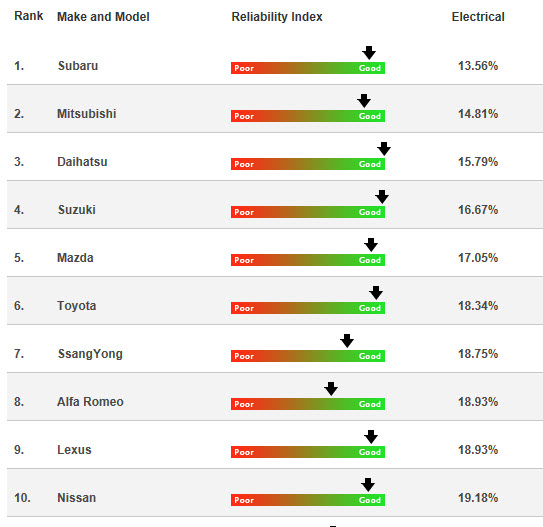 Rank Make and Model Reliability Index Electrical
1. Subaru Poor Good 13.56%
2. Mitsubishi Poor Good 14.81%
3. Daihatsu Poor Good 15.79%
4. Suzuki Poor Good 16.67%
5. Mazda Poor Good 17.05%
6. Toyota Poor Good 18.34%
7. SsangYong Poor Good 18.75%
8. Alfa Romeo Poor Good 18.93%
9. Lexus Poor Good 18.93%
10. Nissan Poor Good 19.18%